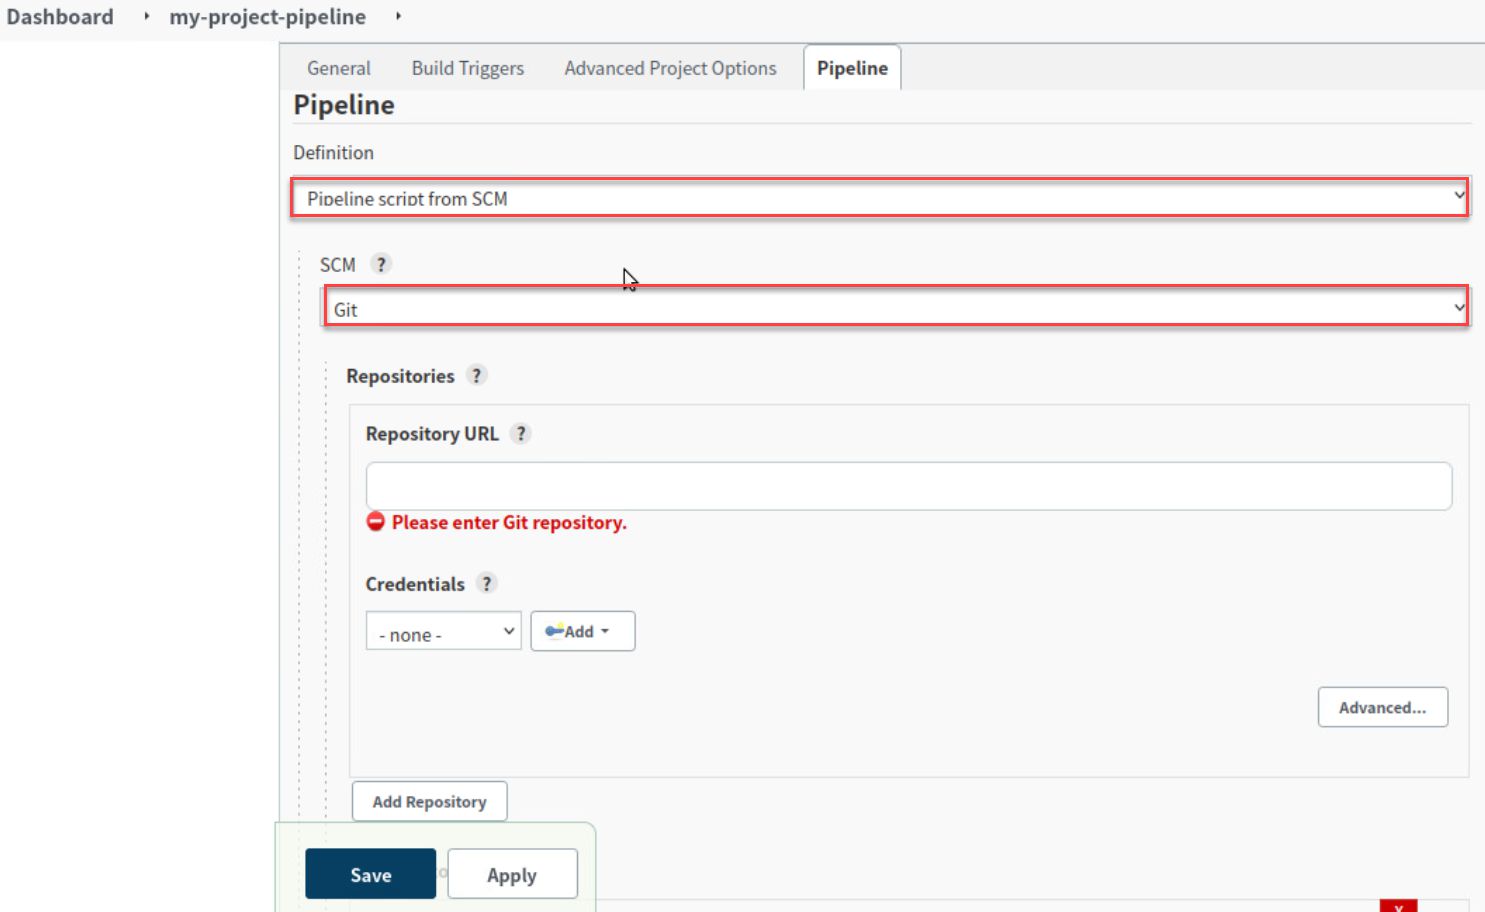 Dashboard my-project-pipeline
General Build Triggers Advanced Project Options Pipeline
Pipeline
Definition
Pipeline script from SCM
SCM ?
Git
Repositories ?
Repository URL ?
Please enter Git repository.
Credentials ?
- none - Add
Advanced...
Add Repository
Save Apply
X